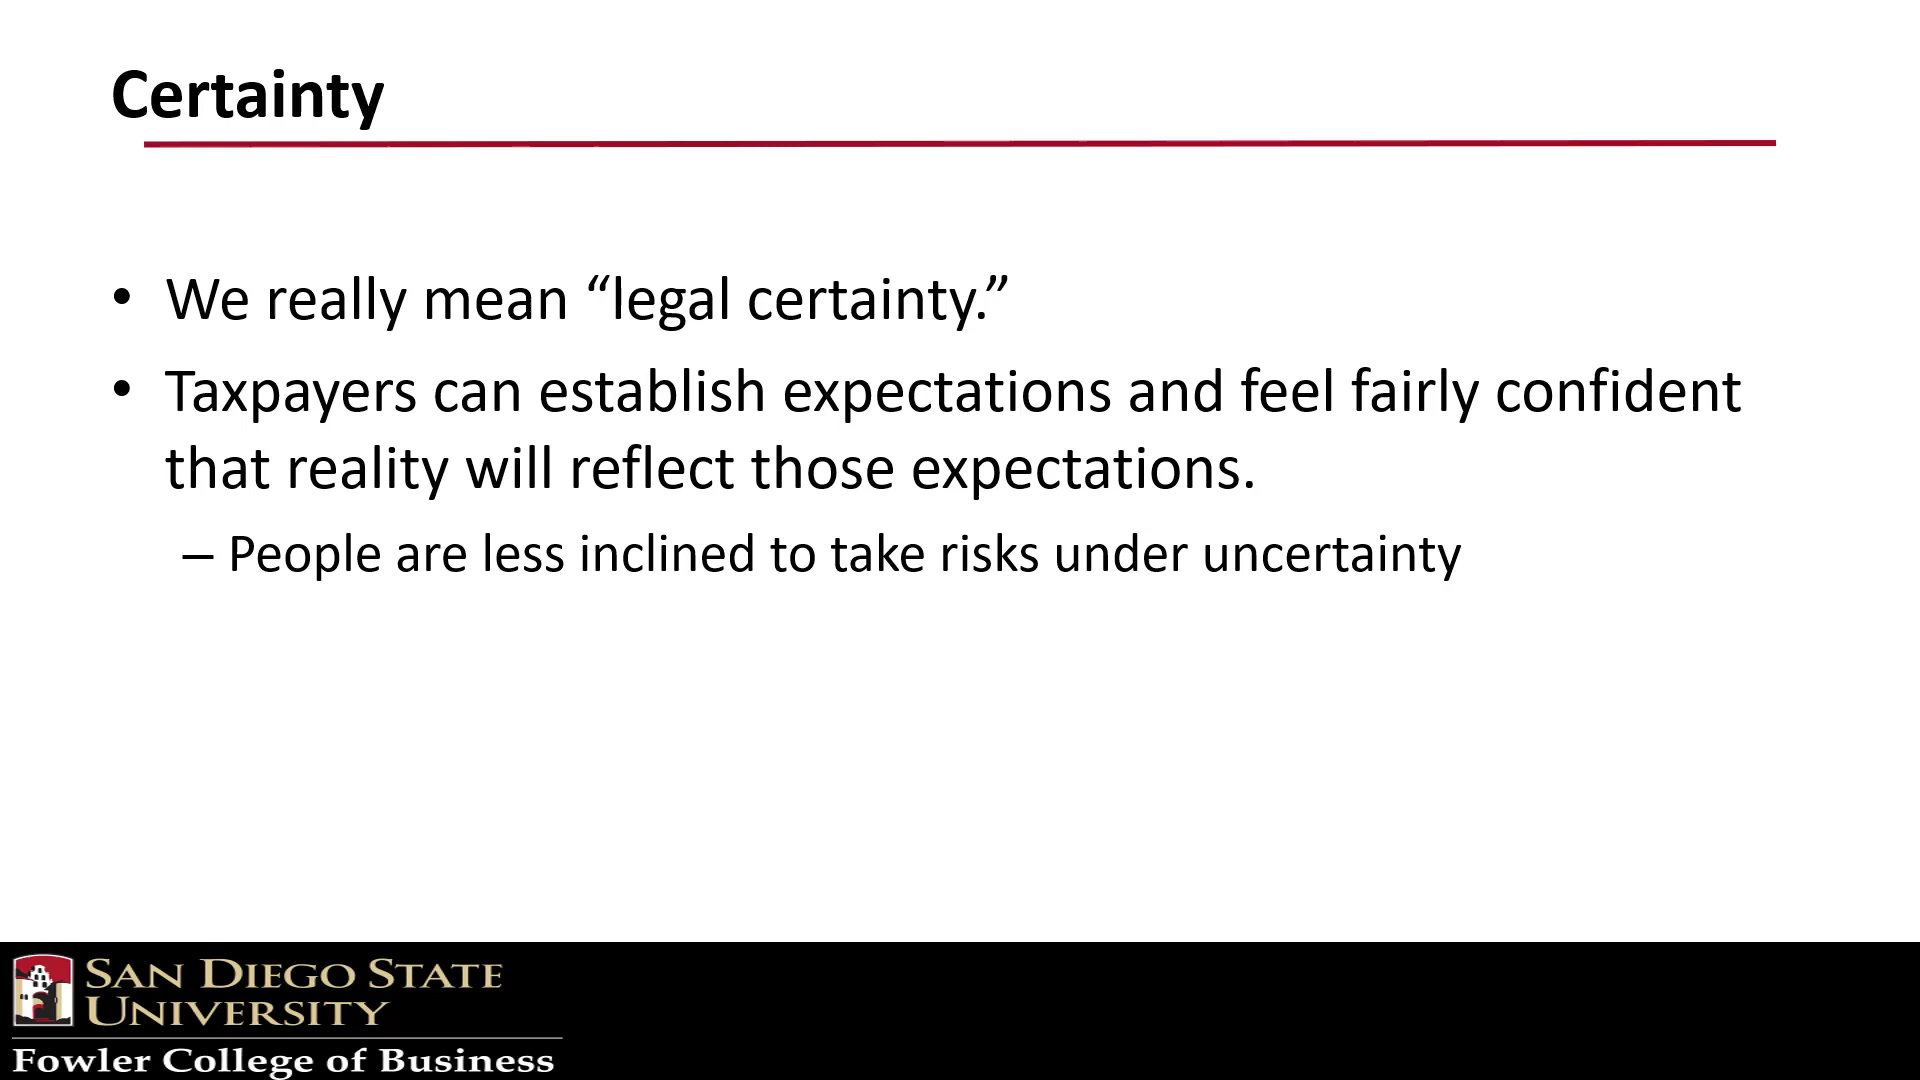 Certainty
• We really mean “legal certainty.”
• Taxpayers can establish expectations and feel fairly confident
that reality will reflect those expectations.
– People are less inclined to take risks under uncertainty
SAN DIEGO STATE
UNIVERSITY
Fowler College of Business